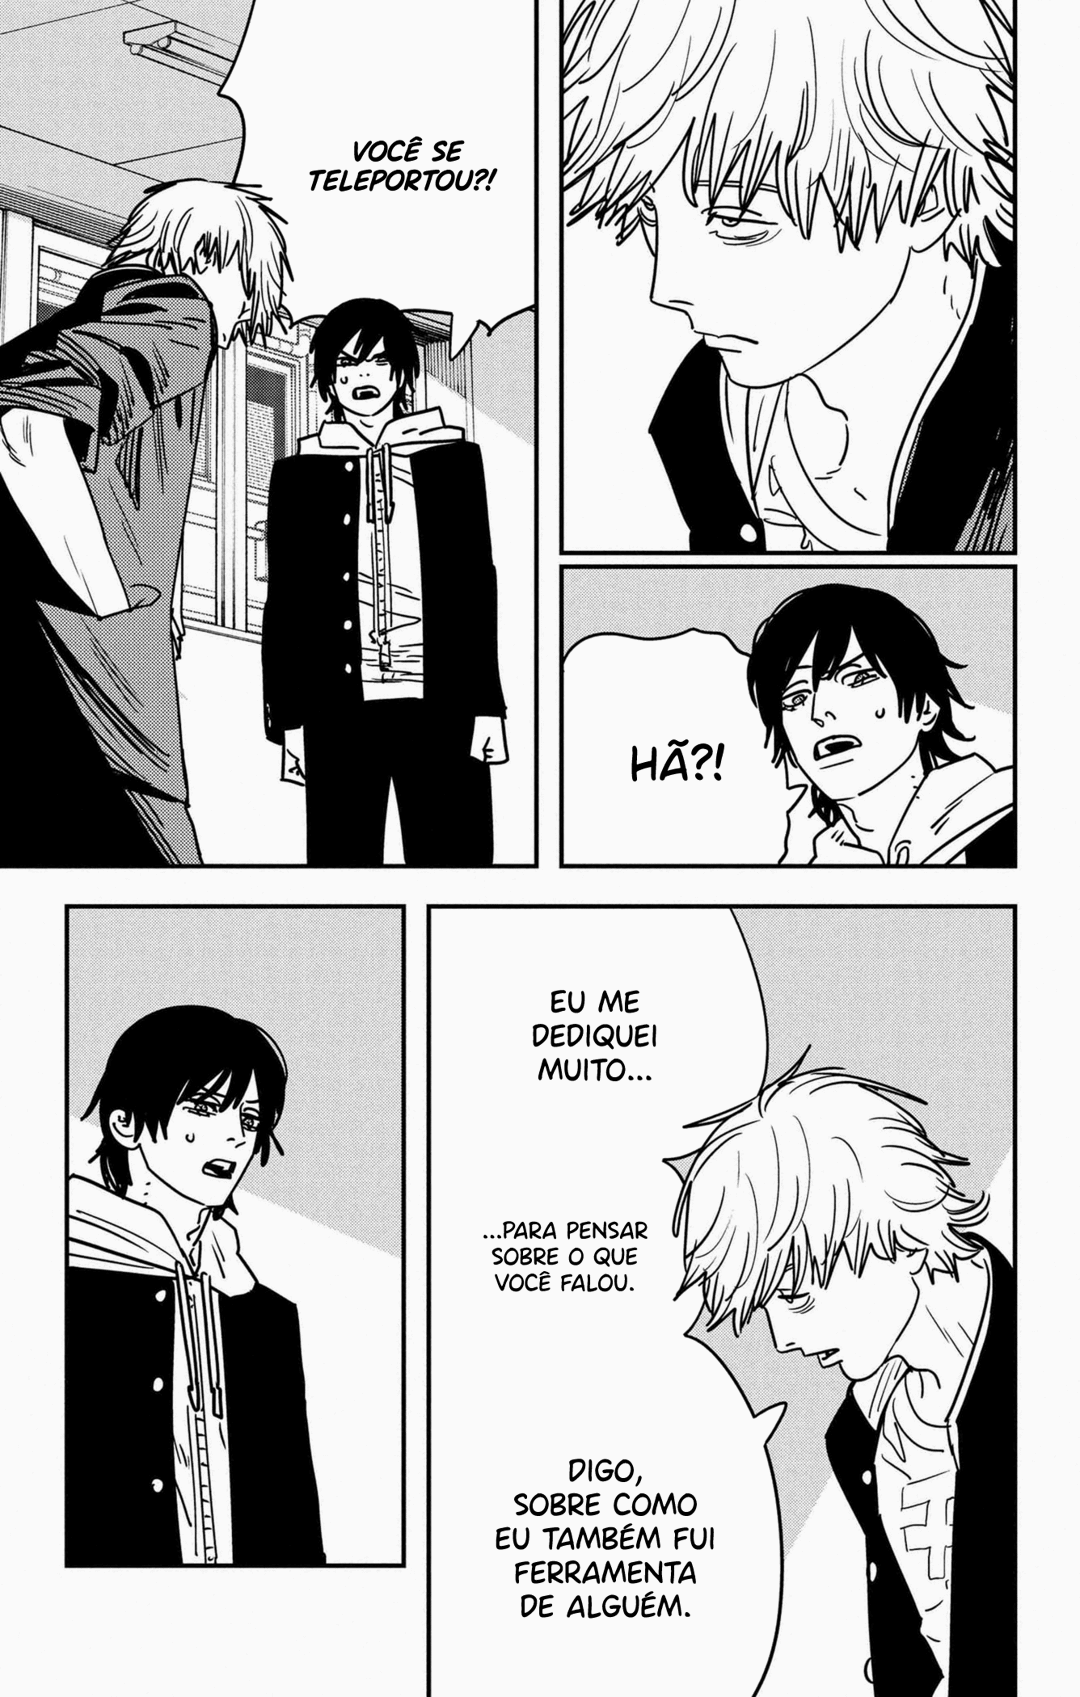 HÃ?!
VOCÊ SE
TELEPORTOU?!
EU ME
DEDIQUEI
MUITO...
...PARA PENSAR
SOBRE O QUE
VOCÊ FALOU.
DIGO,
SOBRE COMO
EU TAMBÉM FUI
FERRAMENTA
DE ALGUÉM.